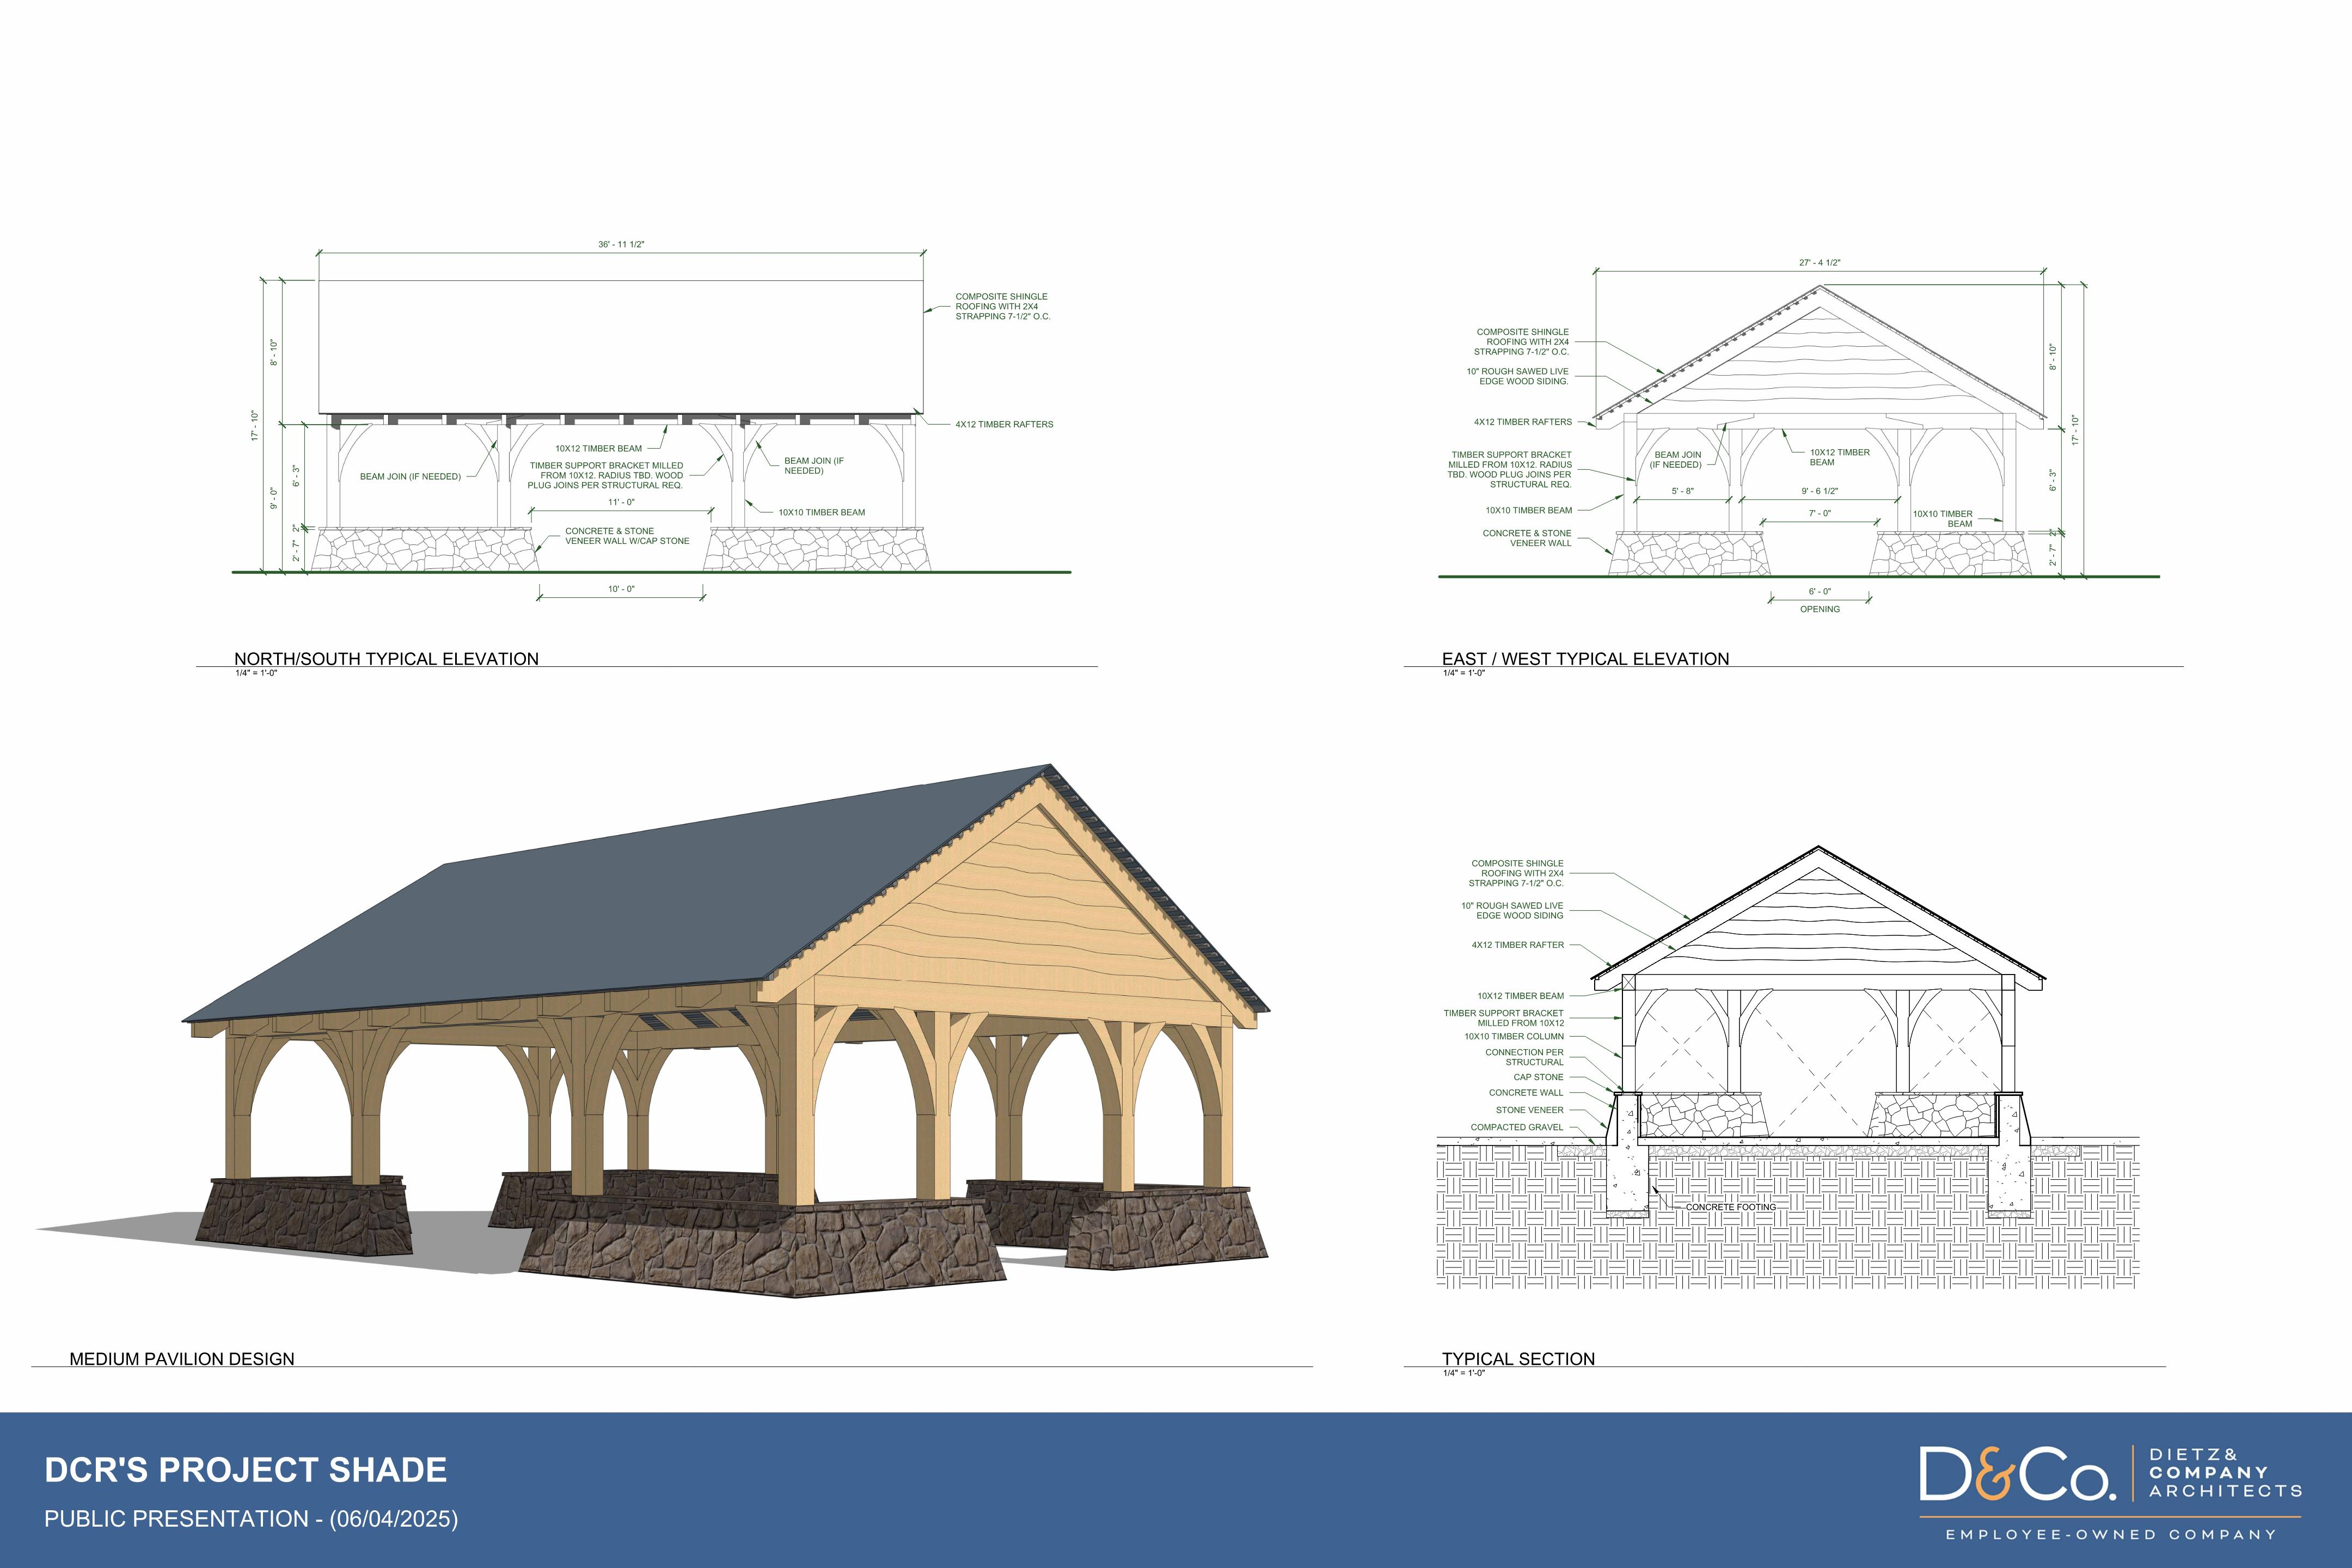 36' - 11 1/2"
COMPOSITE SHINGLE
ROOFING WITH 2X4
STRAPPING 7-1/2" O.C.
8' - 10"
17' - 10"
4X12 TIMBER RAFTERS
10X12 TIMBER BEAM
BEAM JOIN (IF
NEEDED)
BEAM JOIN (IF NEEDED)
TIMBER SUPPORT BRACKET MILLED
FROM 10X12. RADIUS TBD. WOOD
PLUG JOINS PER STRUCTURAL REQ.
6' - 3"
9' - 0"
11' - 0"
10X10 TIMBER BEAM
2"
CONCRETE & STONE
VENEER WALL W/CAP STONE
2' - 7"
10' - 0"
NORTH/SOUTH TYPICAL ELEVATION
1/4" = 1'-0"
27' - 4 1/2"
COMPOSITE SHINGLE
ROOFING WITH 2X4
STRAPPING 7-1/2" O.C.
10" ROUGH SAWED LIVE
EDGE WOOD SIDING.
8' - 10"
17' - 10"
4X12 TIMBER RAFTERS
TIMBER SUPPORT BRACKET
MILLED FROM 10X12. RADIUS
TBD. WOOD PLUG JOINS PER
STRUCTURAL REQ.
BEAM JOIN
(IF NEEDED)
10X12 TIMBER
BEAM
6' - 3"
5' - 8"
9' - 6 1/2"
10X10 TIMBER BEAM
7' - 0"
10X10 TIMBER
BEAM
CONCRETE & STONE
VENEER WALL
2"
2' - 7"
6' - 0"
OPENING
EAST / WEST TYPICAL ELEVATION
1/4" = 1'-0"
MEDIUM PAVILION DESIGN
COMPOSITE SHINGLE
ROOFING WITH 2X4
STRAPPING 7-1/2" O.C.
10" ROUGH SAWED LIVE
EDGE WOOD SIDING
4X12 TIMBER RAFTER
10X12 TIMBER BEAM
TIMBER SUPPORT BRACKET
MILLED FROM 10X12
10X10 TIMBER COLUMN
CONNECTION PER
STRUCTURAL
CAP STONE
CONCRETE WALL
STONE VENEER
COMPACTED GRAVEL
CONCRETE FOOTING
TYPICAL SECTION
1/4" = 1'-0"
DCR'S PROJECT SHADE
PUBLIC PRESENTATION - (06/04/2025)
D&Co.
DIETZ&
COMPANY
ARCHITECTS
EMPLOYEE-OWNED COMPANY